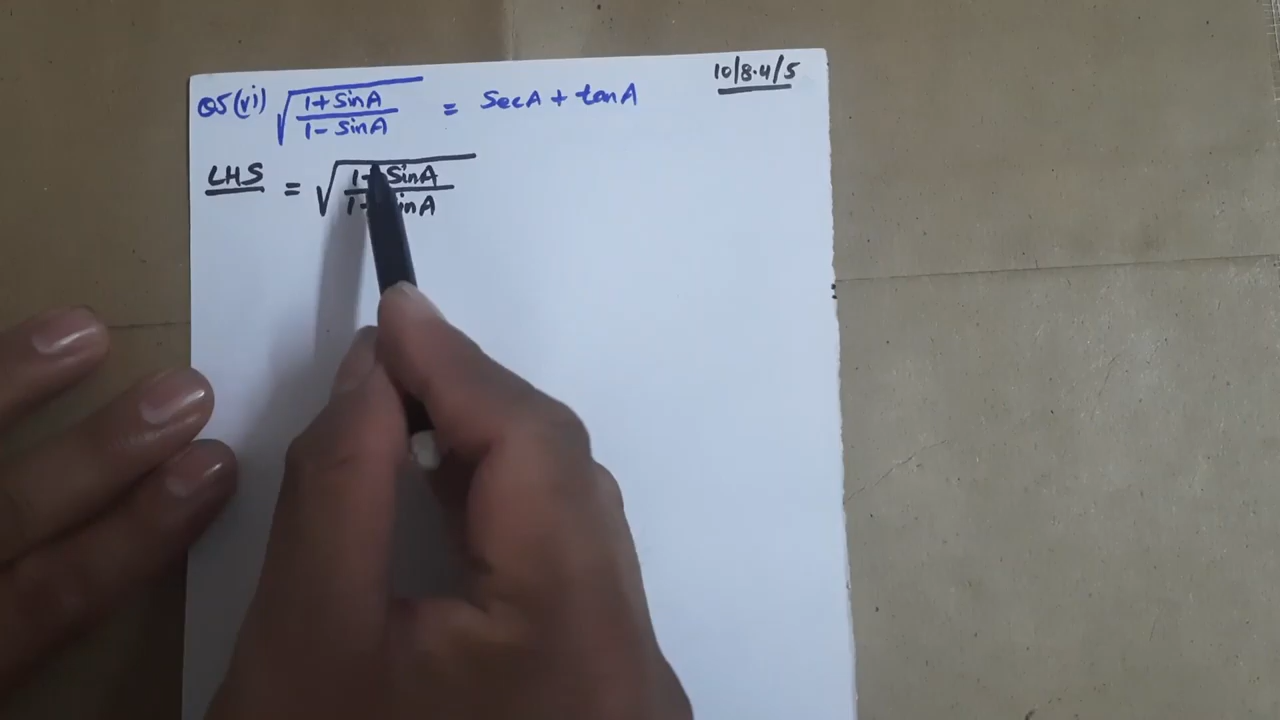 10/8.4/5
Q5(vi) √(1+SinA / 1-SinA) = SecA + tanA
LHS = √(1+SinA / 1-SinA)